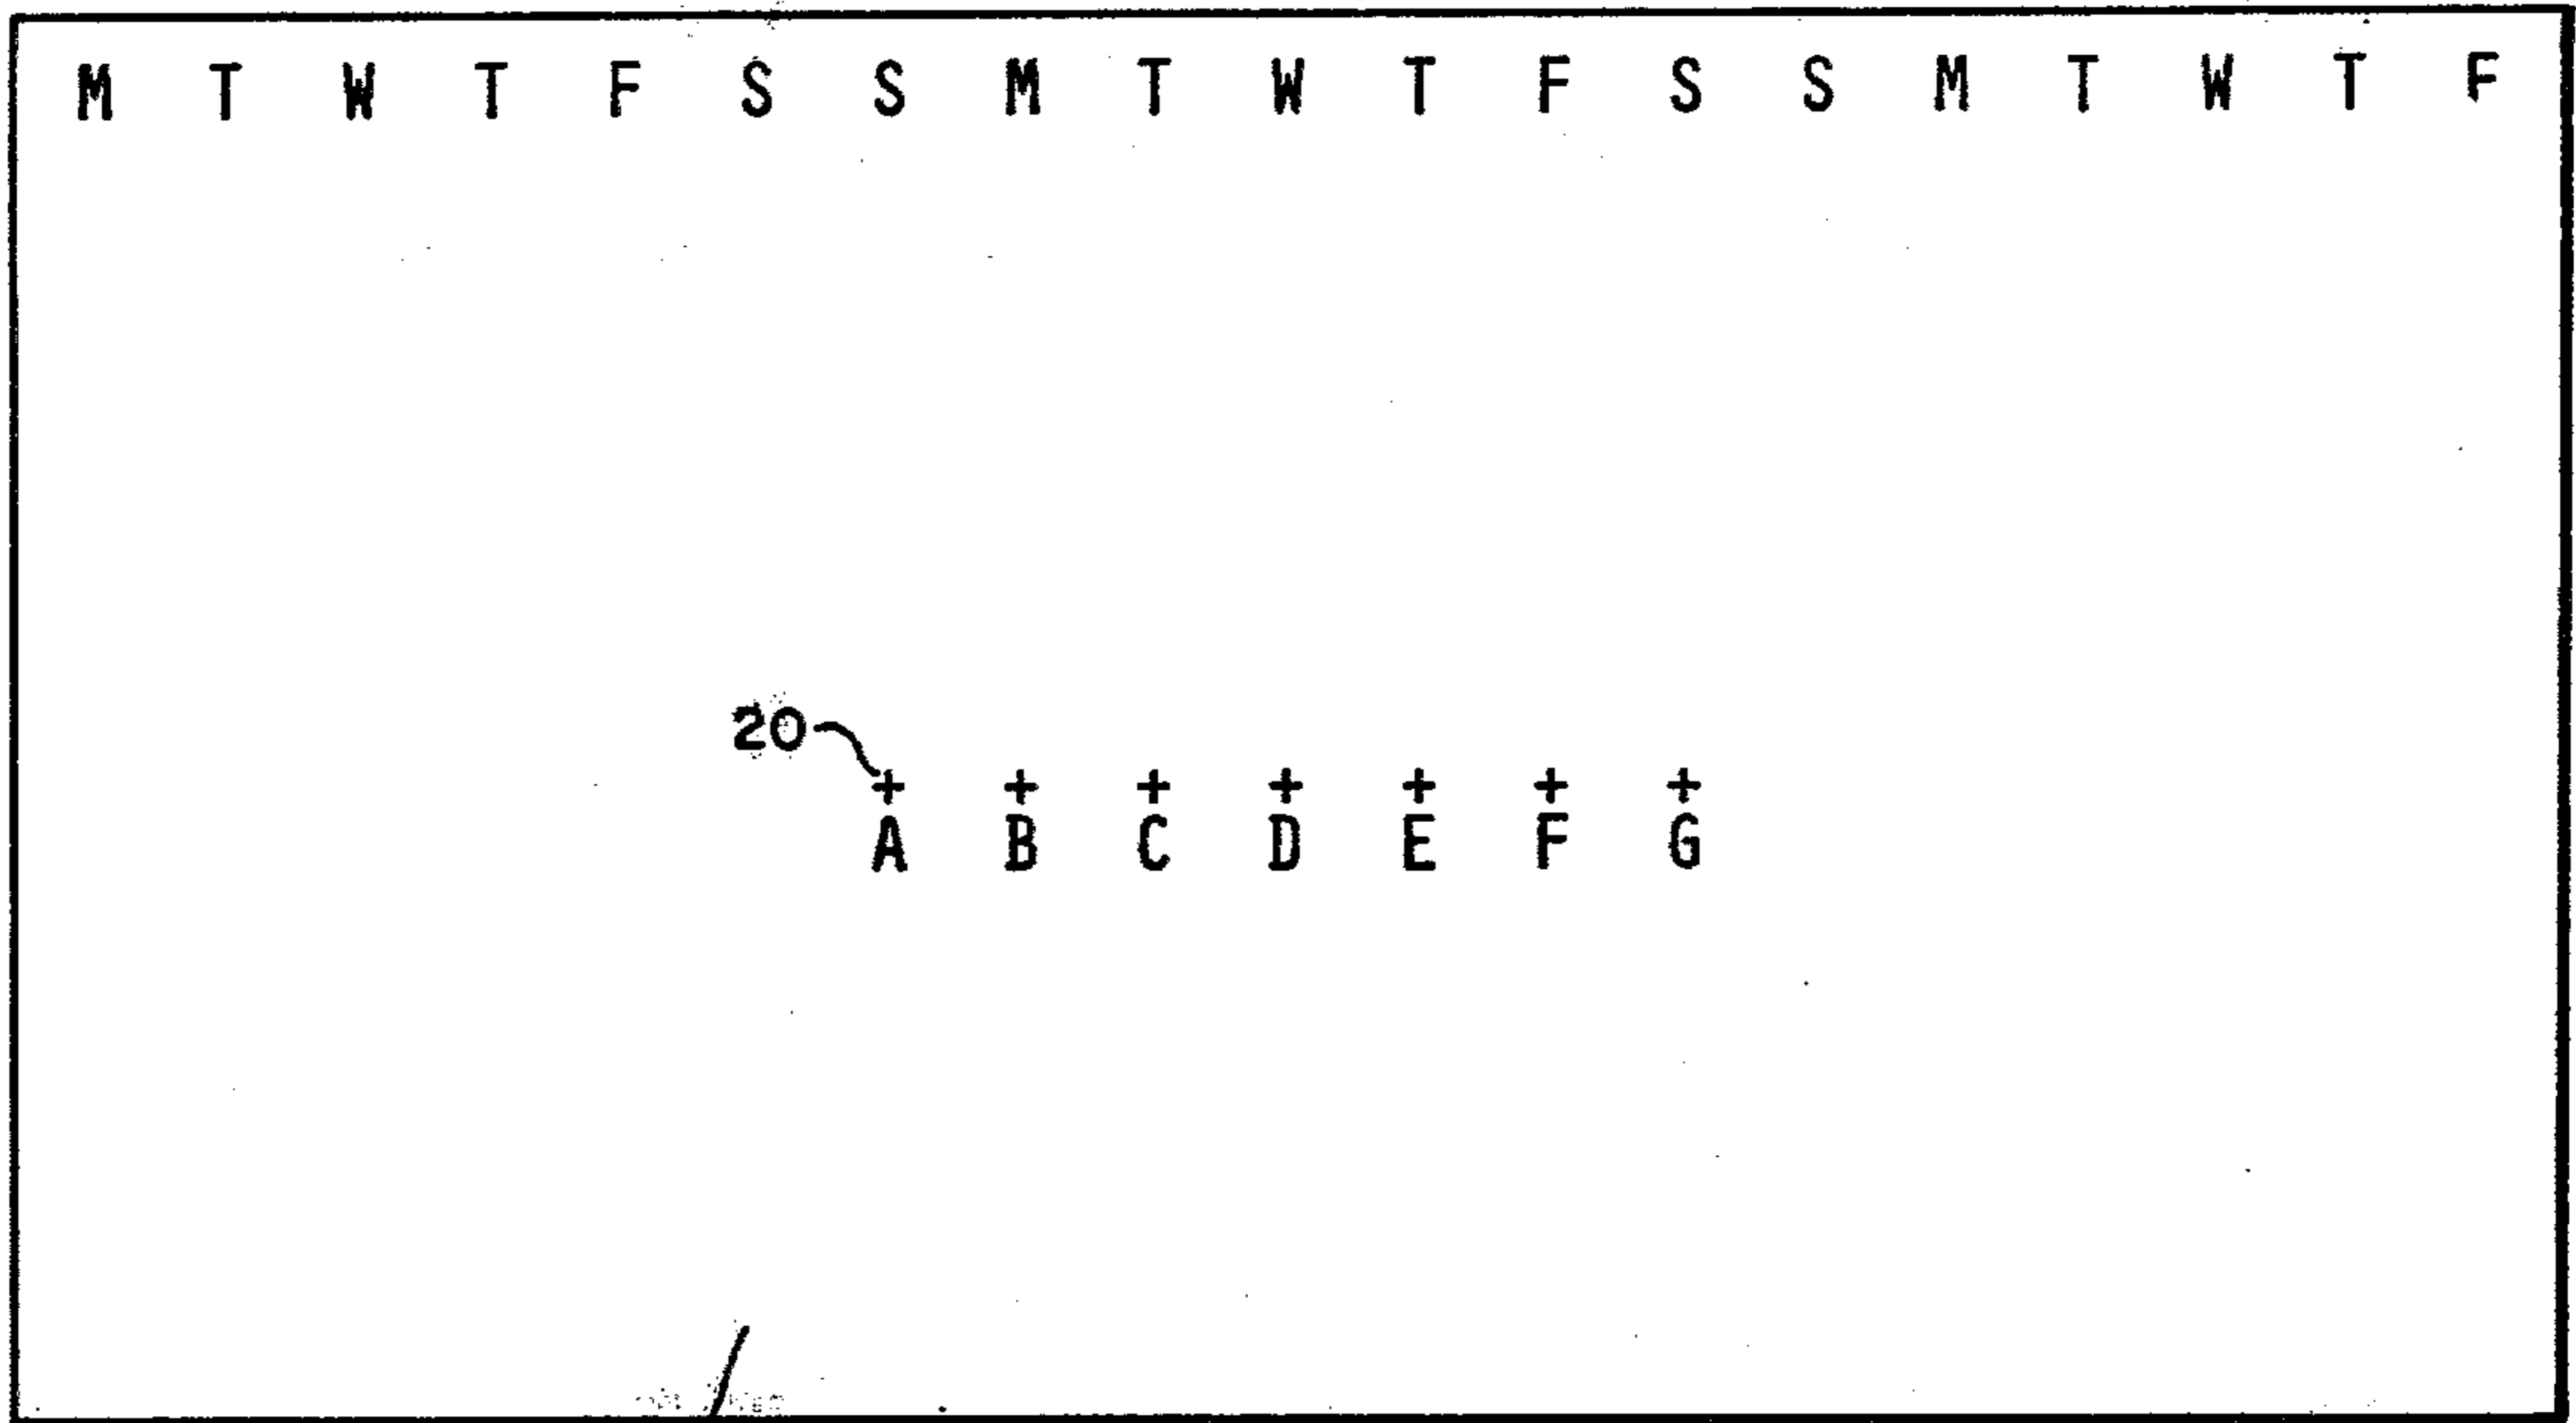 M T W T F S S M T W T F S S M T W T F
20
+ + + + + + +
A B C D E F G